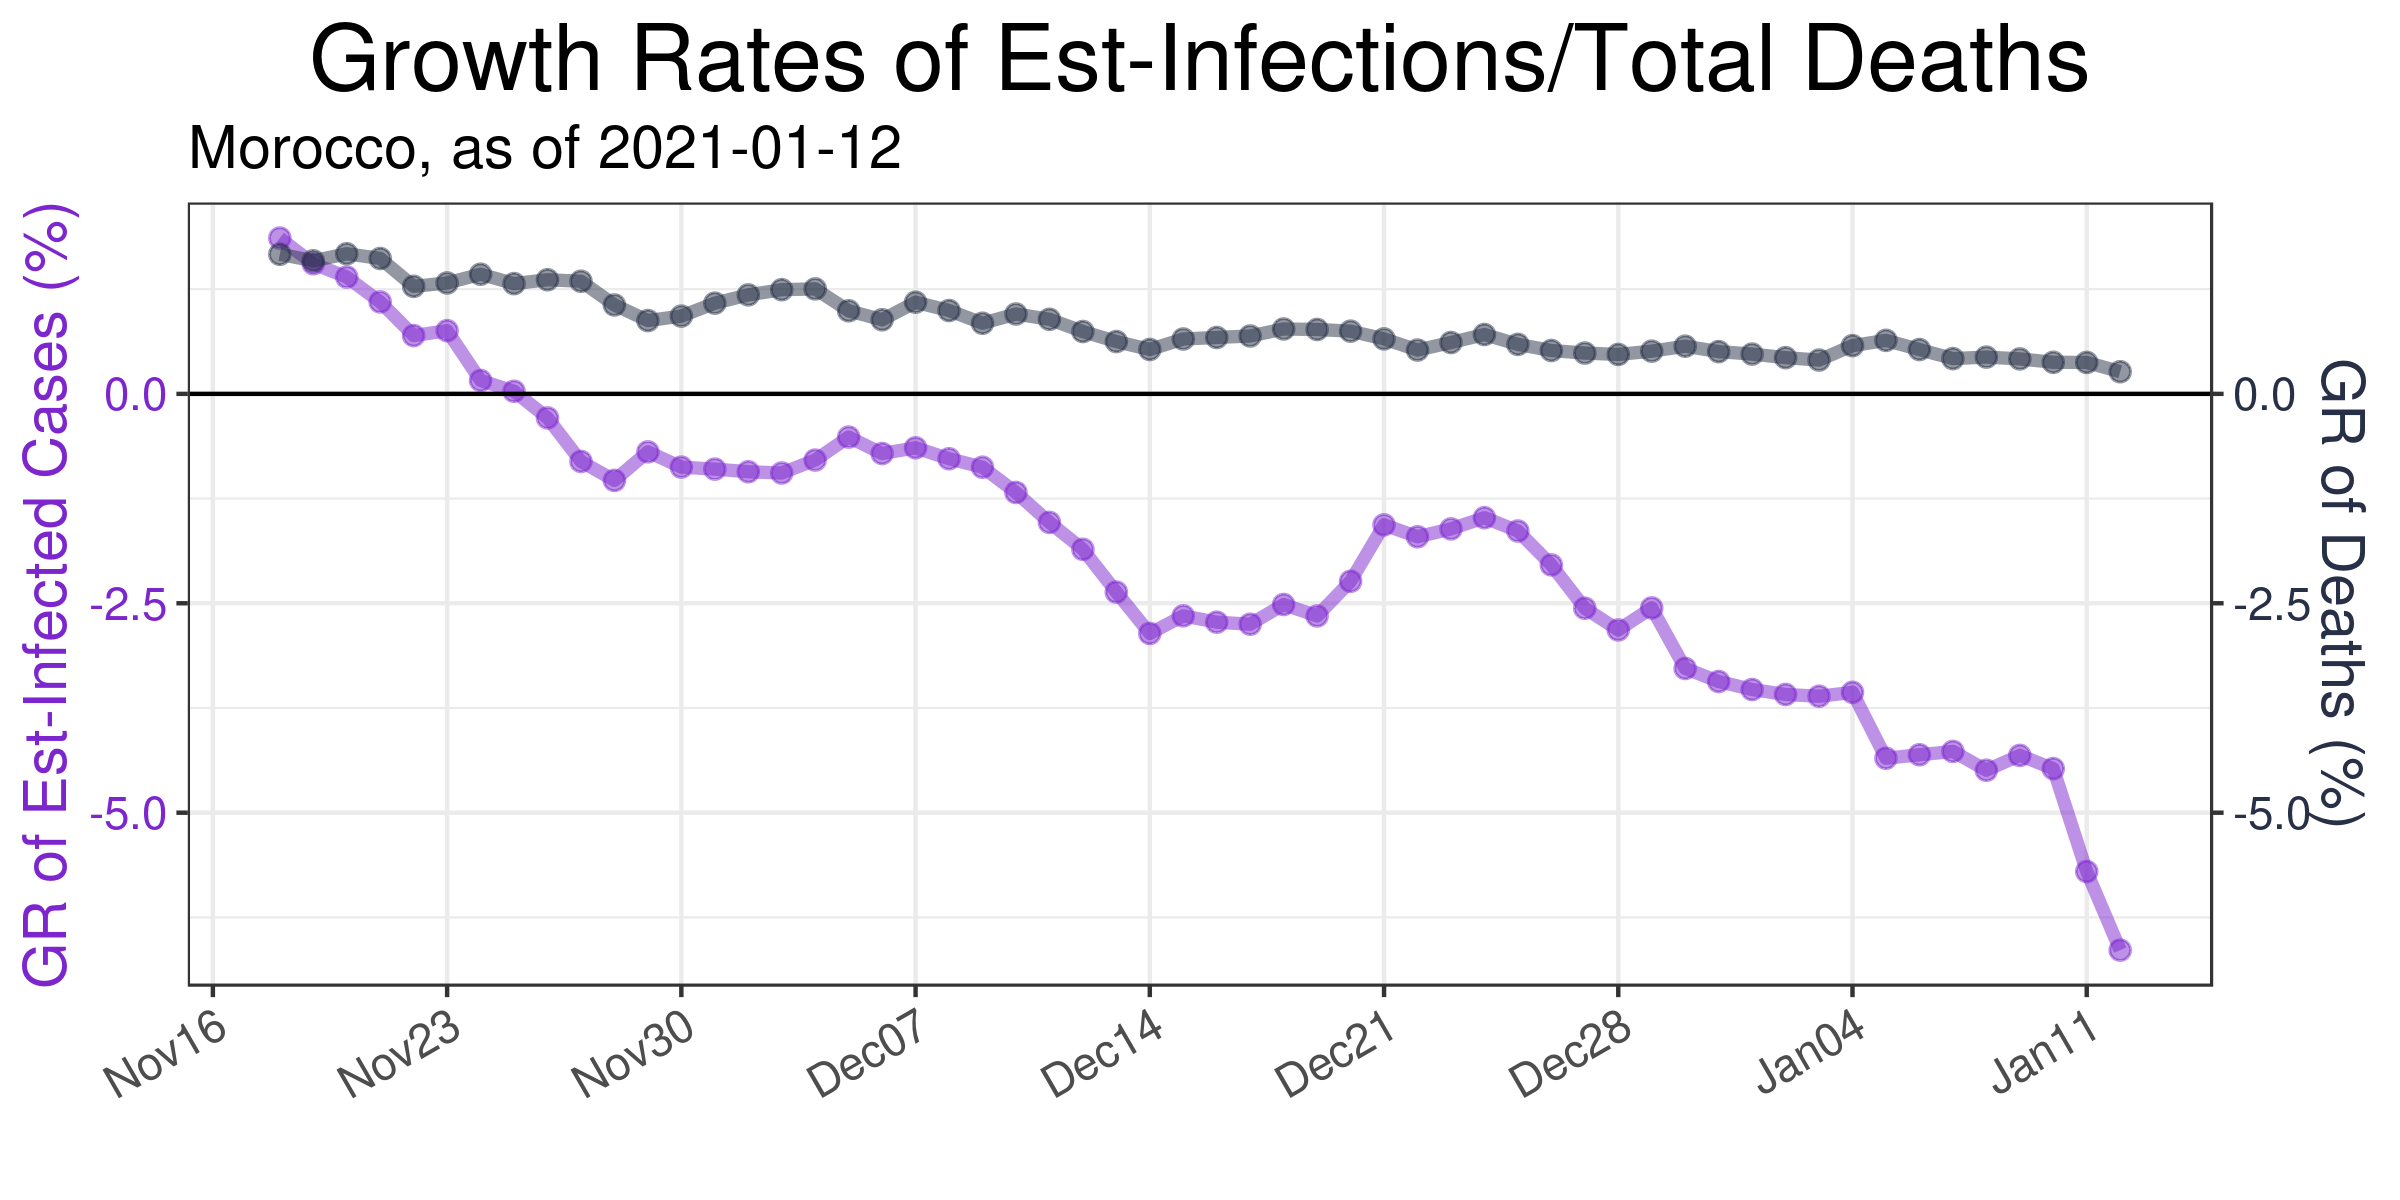 Growth Rates of Est-Infections/Total Deaths
Morocco, as of 2021-01-12
GR of Est-Infected Cases (%)
0.0
-2.5
-5.0
0.0
-2.5
-5.0
GR of Deaths (%)
Nov16
Nov23
Nov30
Dec07
Dec14
Dec21
Dec28
Jan04
Jan11